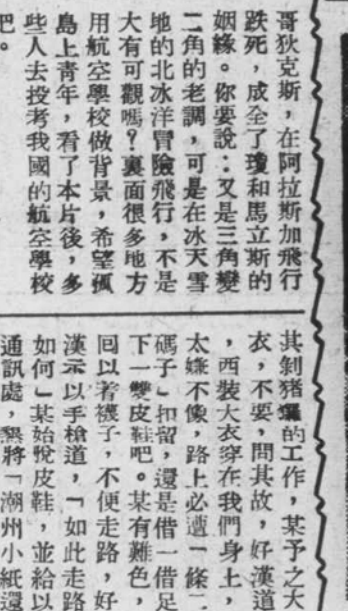 哥狄克斯，在阿拉斯加飛行
跌死，成全了瓊和馬立斯的
姻緣。你要說：又是三角變
二角的老調，可是在冰天雪
地的北冰洋冒險飛行，不是
大有可觀嗎？裏面很多地方
用航空學校做背景，希望孤
島上青年，看了本片後，多
些人去投考我國的航空學校
吧。
其剝猪玀的工作，某予之大
衣，不要，問其故，好漢道
，西裝大衣穿在我們身上，
太嫌不像，路上必遭「條二
碼子」扣留，還是借一借足
下一雙皮鞋吧。某有難色，
回以着襪子，不便走路，好
漢示以手槍道，「如此走路
如何」某始脫皮鞋，並給以
通訊處，懇將「潮州小紙還